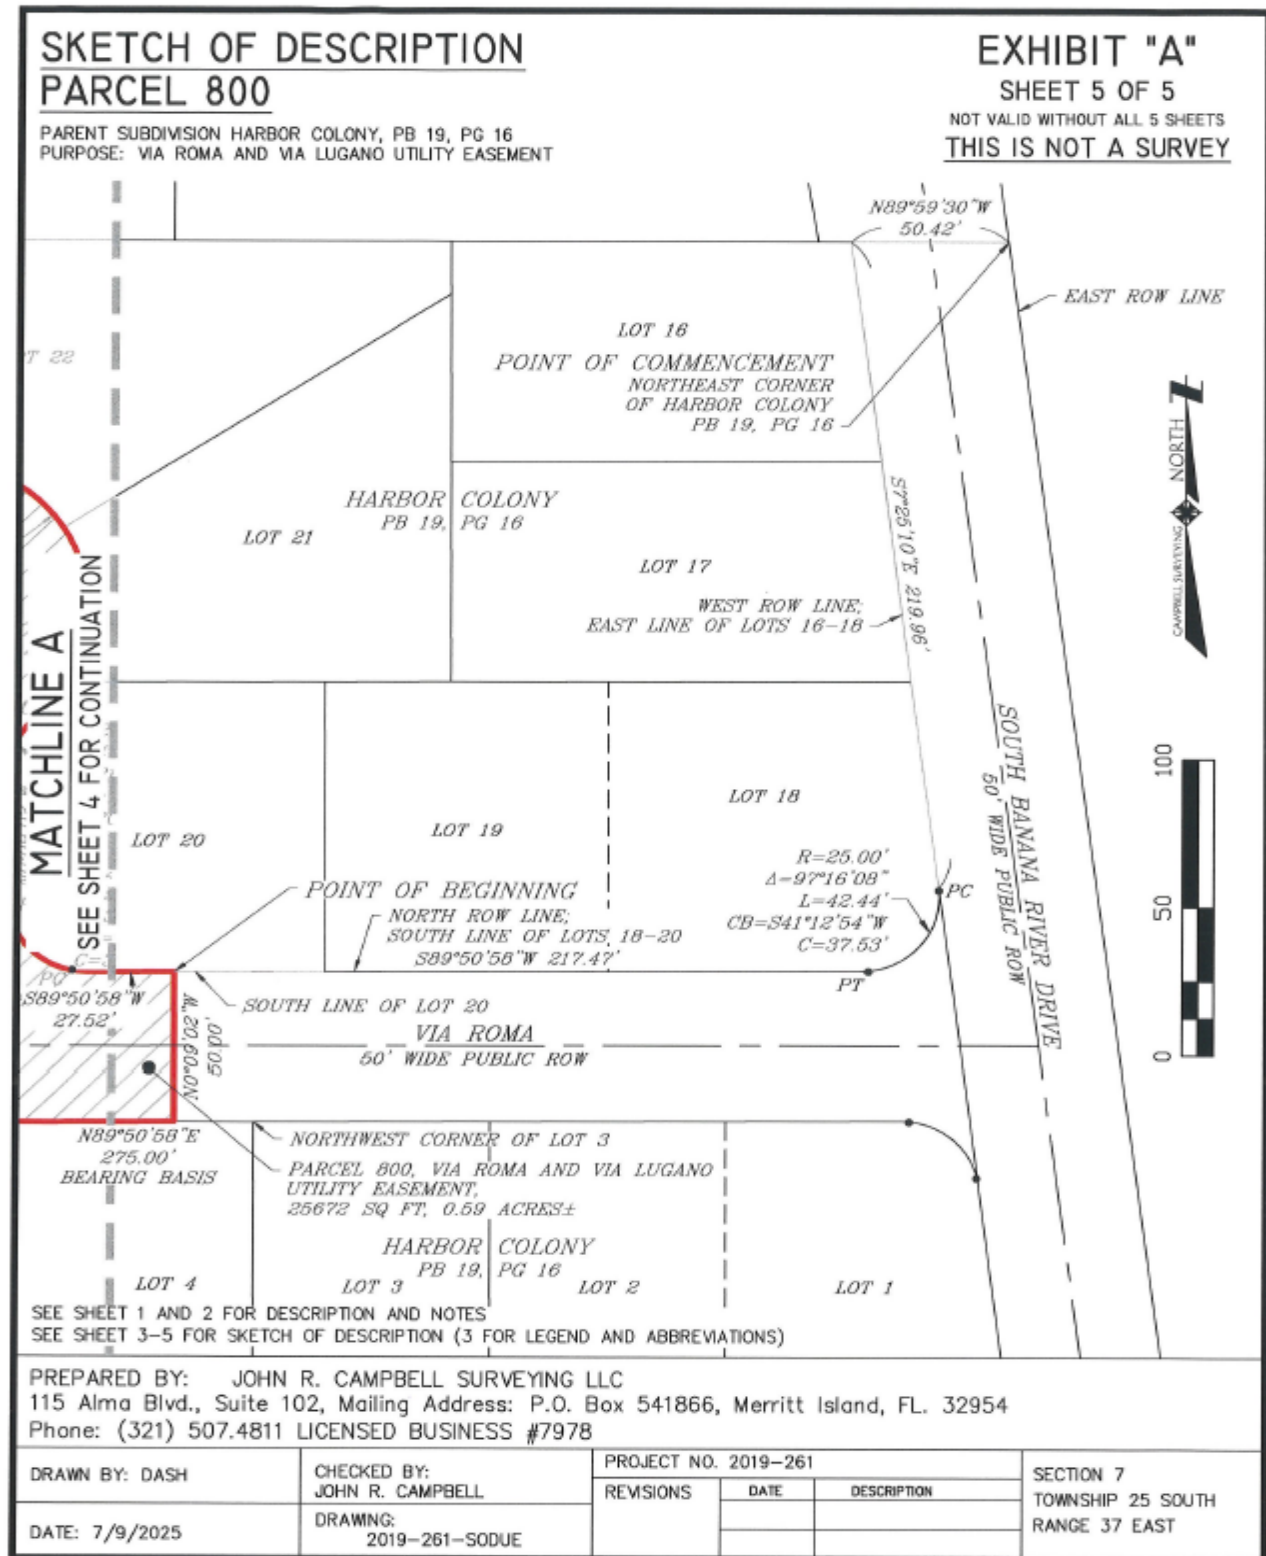 SKETCH OF DESCRIPTION
PARCEL 800
PARENT SUBDIVISION HARBOR COLONY, PB 19, PG 16
PURPOSE: VIA ROMA AND VIA LUGANO UTILITY EASEMENT
EXHIBIT "A"
SHEET 5 OF 5
NOT VALID WITHOUT ALL 5 SHEETS
THIS IS NOT A SURVEY
N89°59'30"W
50.42'
EAST ROW LINE
LOT 16
POINT OF COMMENCEMENT
NORTHEAST CORNER
OF HARBOR COLONY
PB 19, PG 16
T 22
NORTH
CAMPBELL SURVEYING
HARBOR COLONY
PB 19, PG 16
LOT 21
LOT 17
S7°25'10"E 219.96'
WEST ROW LINE;
EAST LINE OF LOTS 16-18
MATCHLINE A
SEE SHEET 4 FOR CONTINUATION
SOUTH BANANA RIVER DRIVE
50' WIDE PUBLIC ROW
100
50
0
LOT 18
LOT 19
LOT 20
R=25.00'
Δ=97°16'08"
L=42.44'
CB=S41°12'54"W
C=37.53'
PC
PT
POINT OF BEGINNING
NORTH ROW LINE;
SOUTH LINE OF LOTS 18-20
S89°50'58"W 217.47'
C=
PC
S89°50'58"W
27.52'
SOUTH LINE OF LOT 20
N0°09'02"W
50.00'
VIA ROMA
50' WIDE PUBLIC ROW
N89°50'58"E
275.00'
BEARING BASIS
NORTHWEST CORNER OF LOT 3
PARCEL 800, VIA ROMA AND VIA LUGANO
UTILITY EASEMENT,
25672 SQ FT, 0.59 ACRES±
HARBOR COLONY
PB 19, PG 16
LOT 4
LOT 3
LOT 2
LOT 1
SEE SHEET 1 AND 2 FOR DESCRIPTION AND NOTES
SEE SHEET 3-5 FOR SKETCH OF DESCRIPTION (3 FOR LEGEND AND ABBREVIATIONS)
PREPARED BY: JOHN R. CAMPBELL SURVEYING LLC
115 Alma Blvd., Suite 102, Mailing Address: P.O. Box 541866, Merritt Island, FL. 32954
Phone: (321) 507.4811 LICENSED BUSINESS #7978
DRAWN BY: DASH
CHECKED BY:
JOHN R. CAMPBELL
PROJECT NO. 2019-261
REVISIONS
DATE
DESCRIPTION
SECTION 7
TOWNSHIP 25 SOUTH
RANGE 37 EAST
DATE: 7/9/2025
DRAWING:
2019-261-SODUE